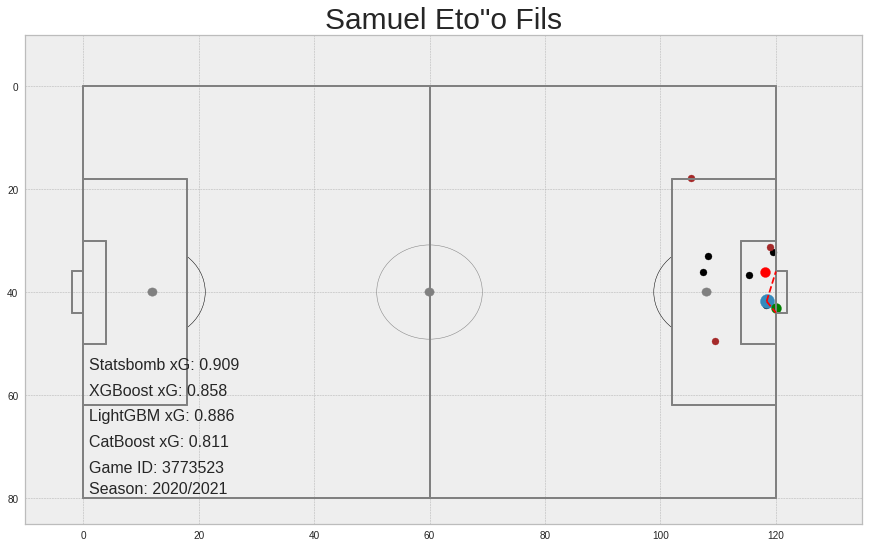 Samuel Eto"o Fils
0
20
40
60
80
Statsbomb xG: 0.909
XGBoost xG: 0.858
LightGBM xG: 0.886
CatBoost xG: 0.811
Game ID: 3773523
Season: 2020/2021
0
20
40
60
80
100
120